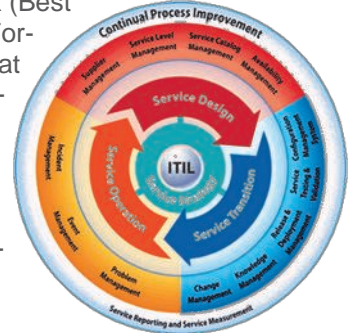 (Best
for-
at
-
-
Continual Process Improvement
Supplier
Management
Service Level
Management
Service Catalog
Management
Availability
Management
Service Design
Service Transition
Service Operation
Service Strategy
ITIL
Incident
Management
Event
Management
Problem
Management
Change
Management
Knowledge
Management
Release &
Deployment
Management
Service
Testing &
Validation
Configuration
Management
System
Service Reporting and Service Measurement